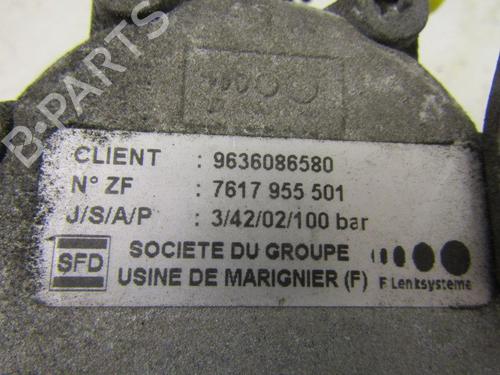 B-PARTS
CLIENT : 9636086580
N° ZF : 7617 955 501
J/S/A/P : 3/42/02/100 bar
SFD SOCIETE DU GROUPE
USINE DE MARIGNIER (F) F Lenksysteme